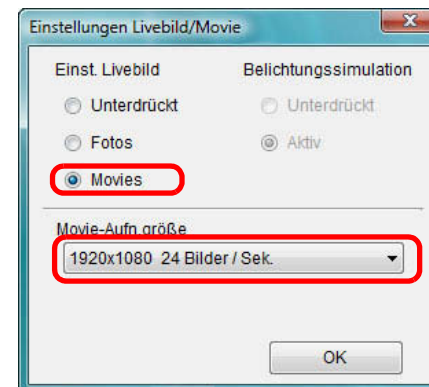 Einstellungen Livebild/Movie
Einst. Livebild Belichtungssimulation
Unterdrückt Unterdrückt
Fotos Aktiv
Movies
Movie-Aufn.größe
1920x1080 24 Bilder / Sek.
OK